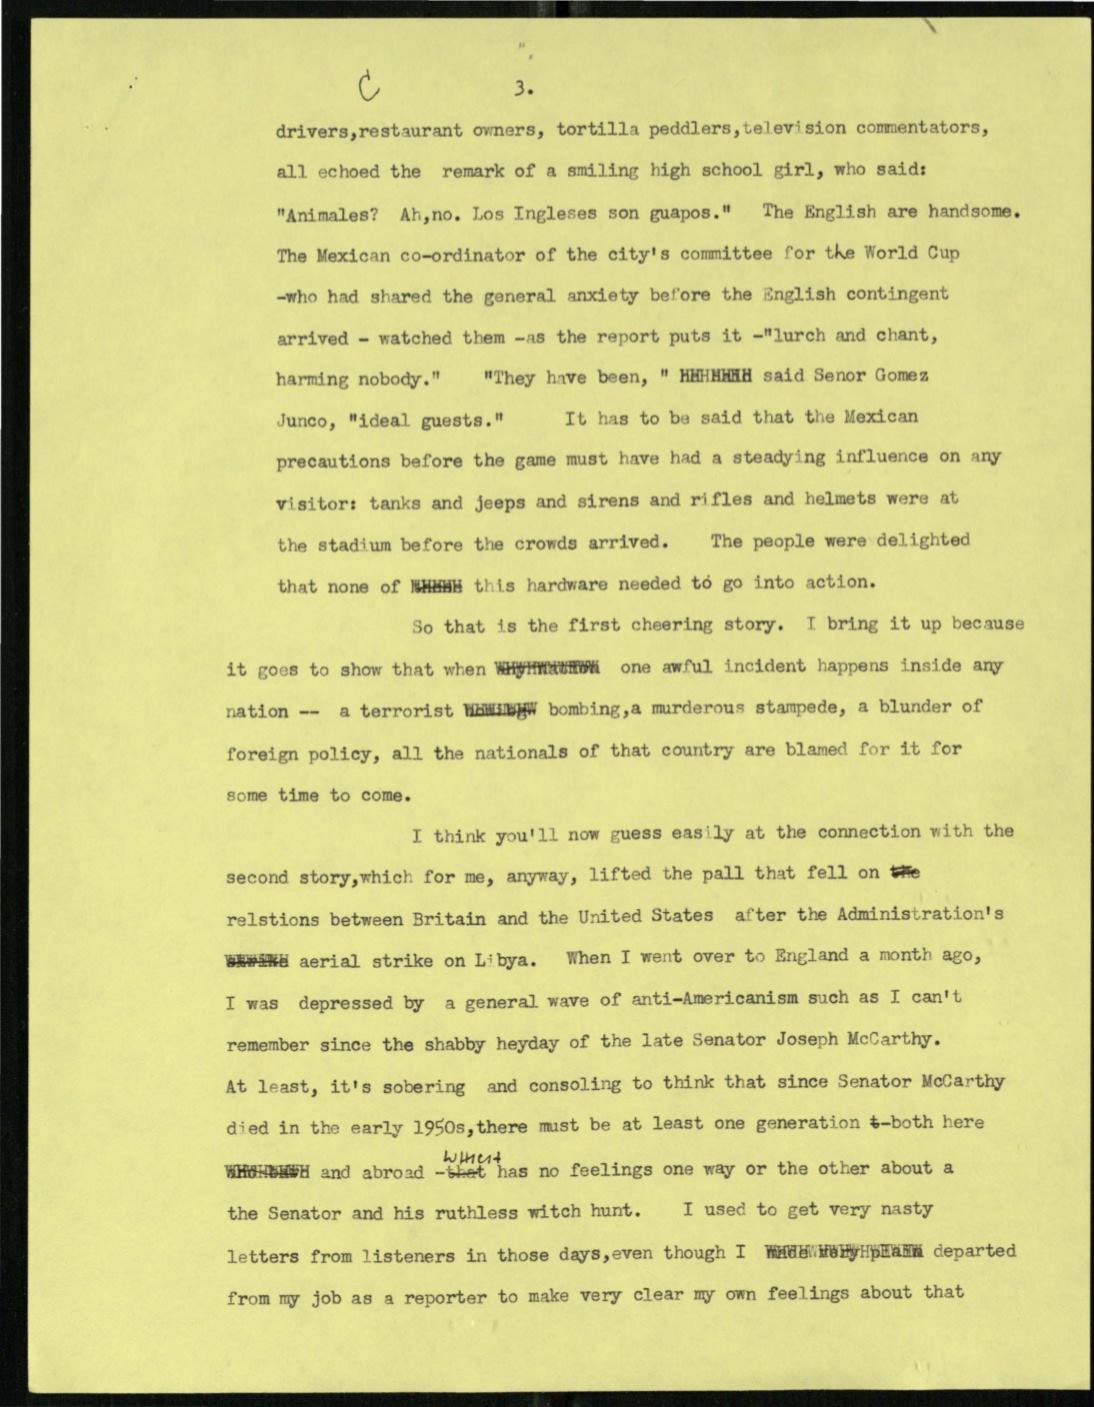 C 3.
drivers,restaurant owners, tortilla peddlers,television commentators,
all echoed the remark of a smiling high school girl, who said:
"Animales? Ah,no. Los Ingleses son guapos." The English are handsome.
The Mexican co-ordinator of the city's committee for the World Cup
-who had shared the general anxiety before the English contingent
arrived - watched them -as the report puts it -"lurch and chant,
harming nobody." "They have been, " said Senor Gomez
Junco, "ideal guests." It has to be said that the Mexican
precautions before the game must have had a steadying influence on any
visitor: tanks and jeeps and sirens and rifles and helmets were at
the stadium before the crowds arrived. The people were delighted
that none of this hardware needed to go into action.
So that is the first cheering story. I bring it up because
it goes to show that when one awful incident happens inside any
nation -- a terrorist bombing,a murderous stampede, a blunder of
foreign policy, all the nationals of that country are blamed for it for
some time to come.
I think you'll now guess easily at the connection with the
second story,which for me, anyway, lifted the pall that fell on the
relstions between Britain and the United States after the Administration's
aerial strike on Libya. When I went over to England a month ago,
I was depressed by a general wave of anti-Americanism such as I can't
remember since the shabby heyday of the late Senator Joseph McCarthy.
At least, it's sobering and consoling to think that since Senator McCarthy
died in the early 1950s,there must be at least one generation t-both here
and abroad -that has no feelings one way or the other about a
the Senator and his ruthless witch hunt. I used to get very nasty
letters from listeners in those days,even though I departed
from my job as a reporter to make very clear my own feelings about that